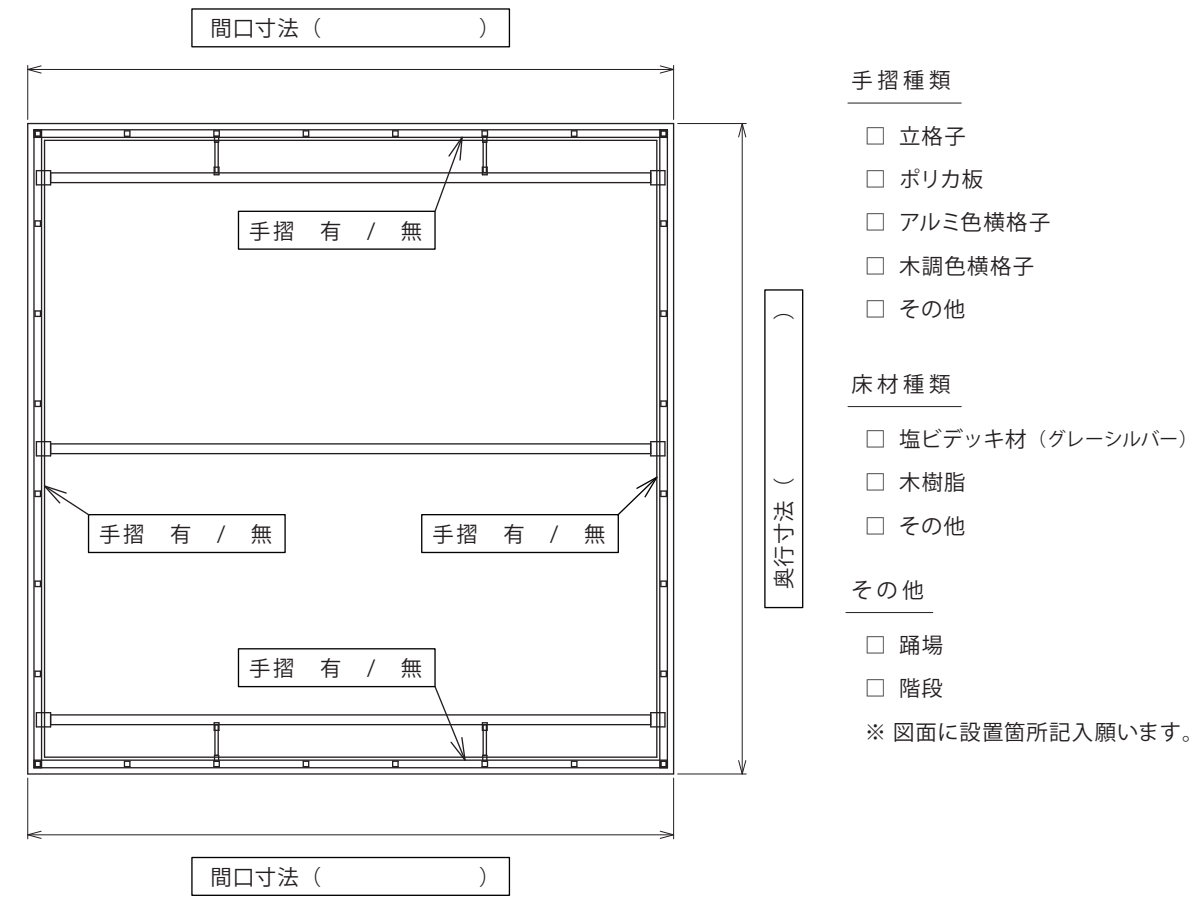 間口寸法（　　　　　　　）
手摺　有　/　無
手摺　有　/　無
手摺　有　/　無
手摺　有　/　無
間口寸法（　　　　　　　）
奥行寸法（　　　　　　　）
手摺種類
□ 立格子
□ ポリカ板
□ アルミ色横格子
□ 木調色横格子
□ その他
床材種類
□ 塩ビデッキ材（グレーシルバー）
□ 木樹脂
□ その他
その他
□ 踊場
□ 階段
※ 図面に設置箇所記入願います。